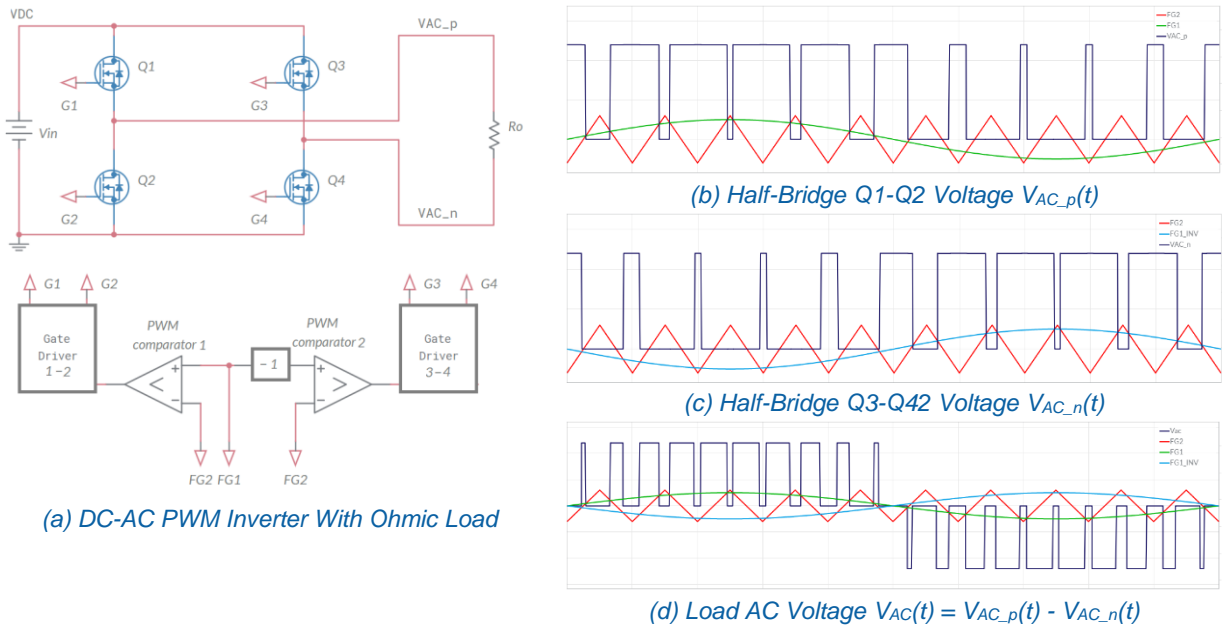 VDC
VAC_p
Q1
Q3
G1
G3
Vin
Ro
Q2
Q4
G2
G4
VAC_n
G1
G2
G3
G4
PWM
comparator 1
PWM
comparator 2
Gate
Driver
1-2
Gate
Driver
3-4
<
+
-
-1
+
-
>
FG2
FG1
FG2
(a) DC-AC PWM Inverter With Ohmic Load
FG2
FG1
VAC_p
(b) Half-Bridge Q1-Q2 Voltage VAC_p(t)
FG2
FG1_INV
VAC_n
(c) Half-Bridge Q3-Q42 Voltage VAC_n(t)
Vac
FG2
FG1
FG1_INV
(d) Load AC Voltage VAC(t) = VAC_p(t) - VAC_n(t)